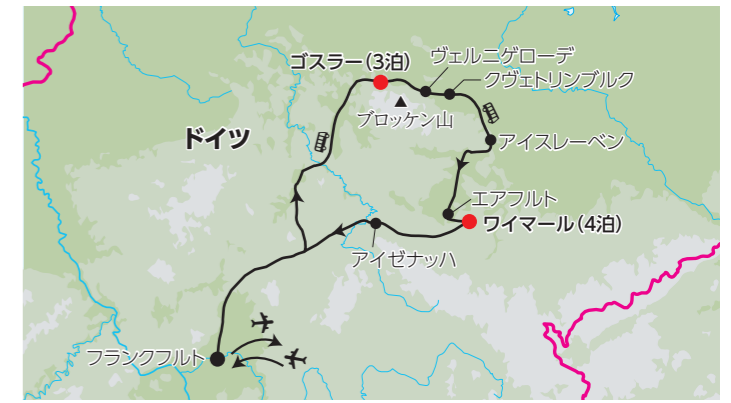 ヴェルニゲローデ
ゴスラー(3泊)
クヴェトリンブルク
ブロッケン山
ドイツ
アイスレーベン
エアフルト
ワイマール(4泊)
アイゼナッハ
フランクフルト